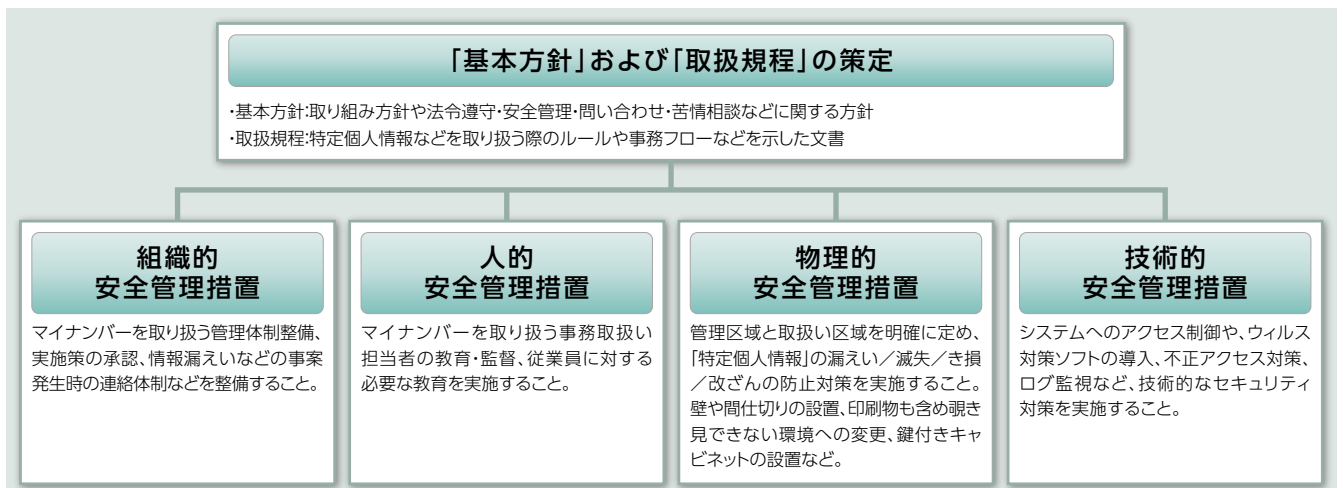 「基本方針」および「取扱規程」の策定
・基本方針:取り組み方針や法令遵守・安全管理・問い合わせ・苦情相談などに関する方針
・取扱規程:特定個人情報などを取り扱う際のルールや事務フローなどを示した文書
組織的
安全管理措置
マイナンバーを取り扱う管理体制整備、
実施策の承認、情報漏えいなどの事案
発生時の連絡体制などを整備すること。
人的
安全管理措置
マイナンバーを取り扱う事務取扱い
担当者の教育・監督、従業員に対する
必要な教育を実施すること。
物理的
安全管理措置
管理区域と取扱い区域を明確に定め、
「特定個人情報」の漏えい／滅失／き損
／改ざんの防止対策を実施すること。
壁や間仕切りの設置、印刷物も含め覗き
見できない環境への変更、鍵付きキャ
ビネットの設置など。
技術的
安全管理措置
システムへのアクセス制御や、ウィルス
対策ソフトの導入、不正アクセス対策、
ログ監視など、技術的なセキュリティ
対策を実施すること。